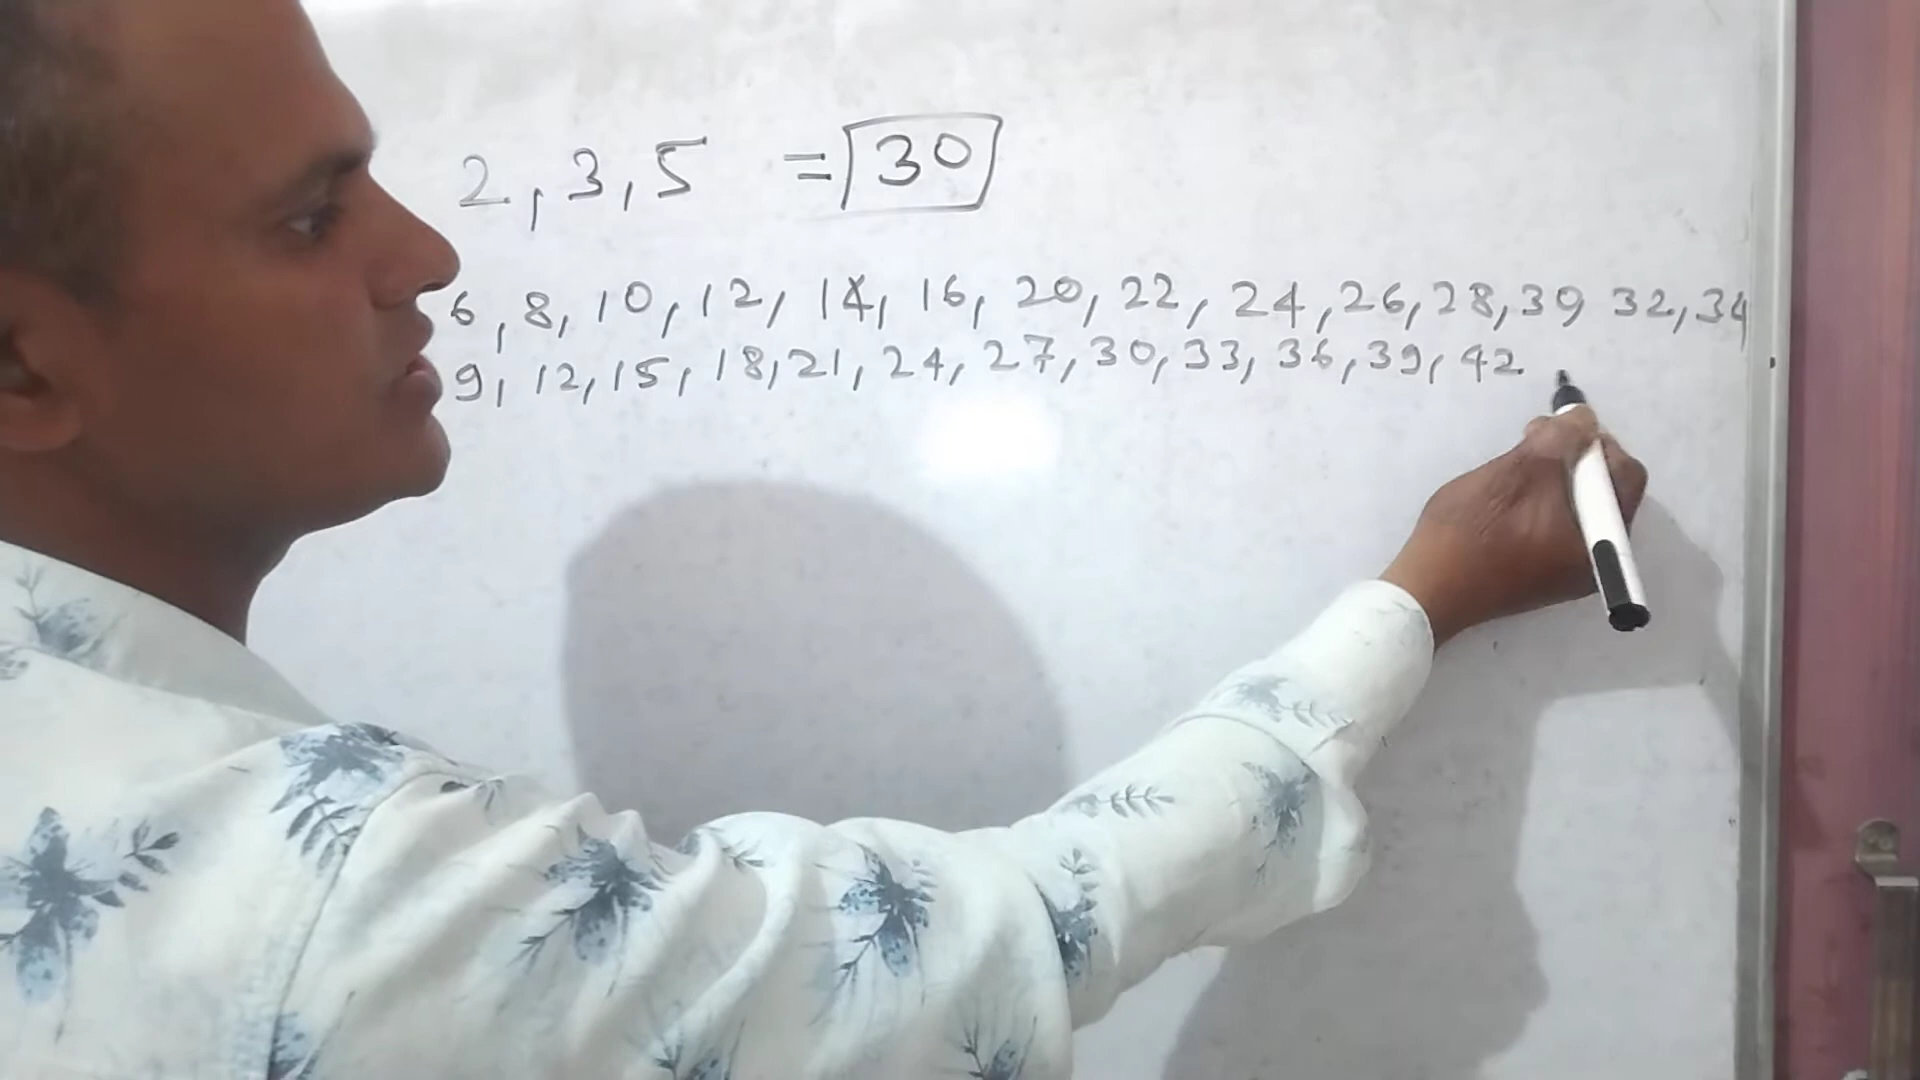 2, 3, 5 = 30
6, 8, 10, 12, 14, 16, 20, 22, 24, 26, 28, 30 32, 34
9, 12, 15, 18, 21, 24, 27, 30, 33, 36, 39, 42